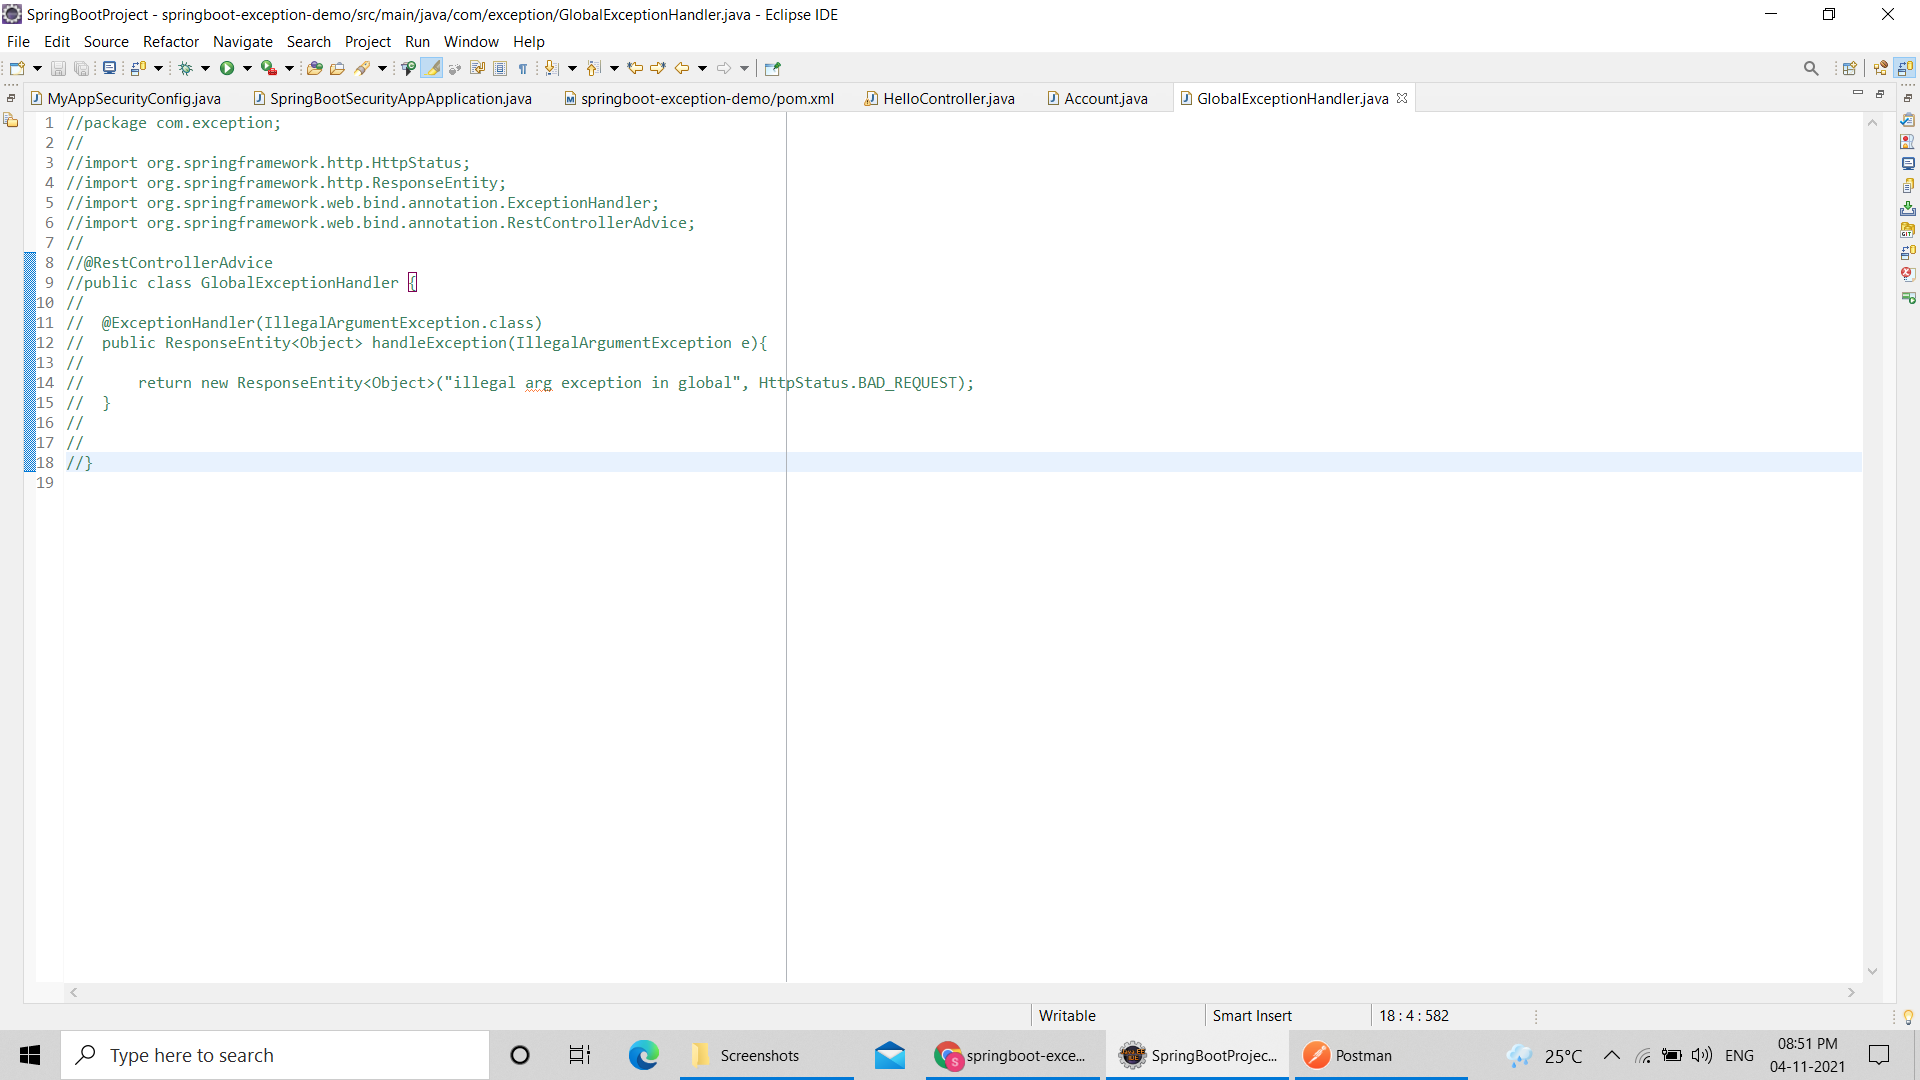 SpringBootProject - springboot-exception-demo/src/main/java/com/exception/GlobalExceptionHandler.java - Eclipse IDE
File Edit Source Refactor Navigate Search Project Run Window Help
MyAppSecurityConfig.java SpringBootSecurityAppApplication.java springboot-exception-demo/pom.xml HelloController.java Account.java GlobalExceptionHandler.java
1 //package com.exception;
2 //
3 //import org.springframework.http.HttpStatus;
4 //import org.springframework.http.ResponseEntity;
5 //import org.springframework.web.bind.annotation.ExceptionHandler;
6 //import org.springframework.web.bind.annotation.RestControllerAdvice;
7 //
8 //@RestControllerAdvice
9 //public class GlobalExceptionHandler {
10 //
11 //  @ExceptionHandler(IllegalArgumentException.class)
12 //  public ResponseEntity<Object> handleException(IllegalArgumentException e){
13 //
14 //      return new ResponseEntity<Object>("illegal arg exception in global", HttpStatus.BAD_REQUEST);
15 //  }
16 //
17 //
18 //}
19
Writable Smart Insert 18 : 4 : 582
Type here to search Screenshots springboot-exce... SpringBootProjec... Postman 25°C ENG 08:51 PM
04-11-2021